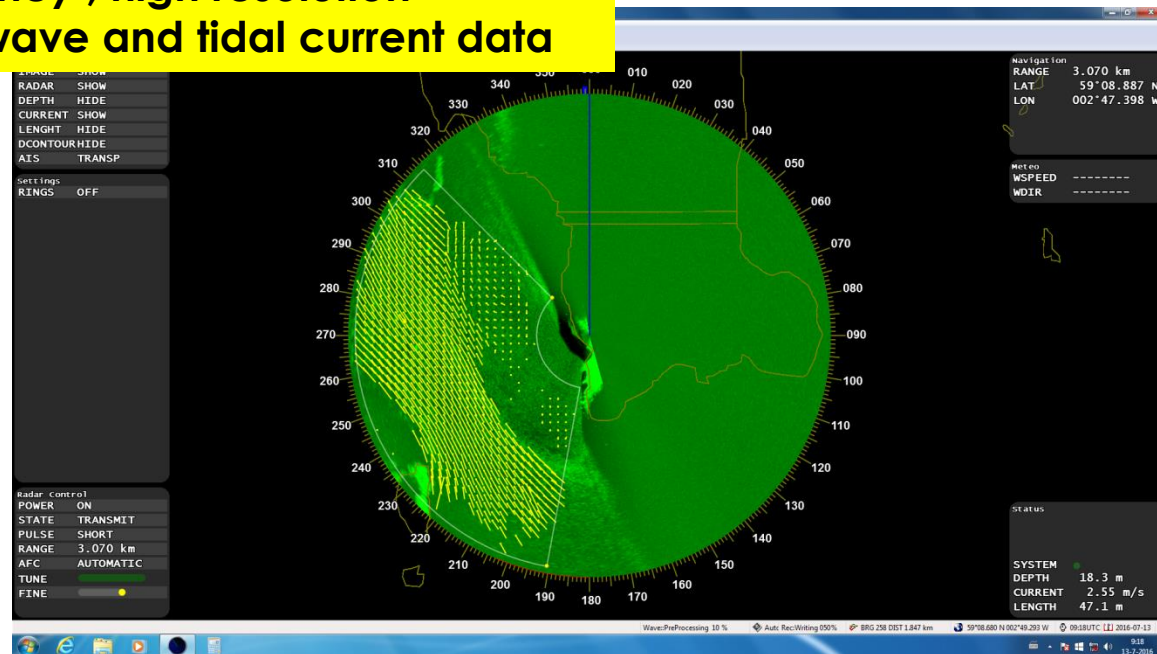 wave and tidal current data
RADAR SHOW
DEPTH HIDE
CURRENT SHOW
LENGHT HIDE
DCONTOUR HIDE
AIS TRANSP
Settings
RINGS OFF
Radar Control
POWER ON
STATE TRANSMIT
PULSE SHORT
RANGE 3.070 km
AFC AUTOMATIC
TUNE
FINE
010
020
030
040
050
060
070
080
090
100
110
120
130
140
150
160
170
180
190
200
210
220
230
240
250
260
270
280
290
300
310
320
330
340
Navigation
RANGE 3.070 km
LAT 59°08.887 N
LON 002°47.398 W
Meteo
WSPEED --------
WDIR --------
Status
SYSTEM
DEPTH 18.3 m
CURRENT 2.55 m/s
LENGTH 47.1 m
Wave:PreProcessing 10 % Autc Rec:Writing 050% BRG 258 DIST 1.847 km 59°08.680 N 002°49.293 W 09:18UTC 2016-07-13
9:18
13-7-2016